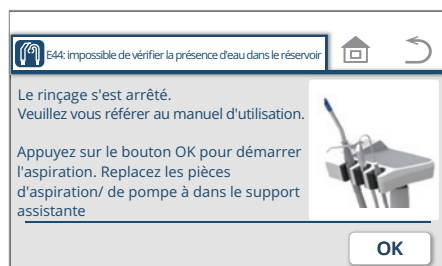 E44: impossible de vérifier la présence d'eau dans le réservoir
Le rinçage s'est arrêté.
Veuillez vous référer au manuel d'utilisation.
Appuyez sur le bouton OK pour démarrer
l'aspiration. Replacez les pièces
d'aspiration/ de pompe à dans le support
assistante
OK